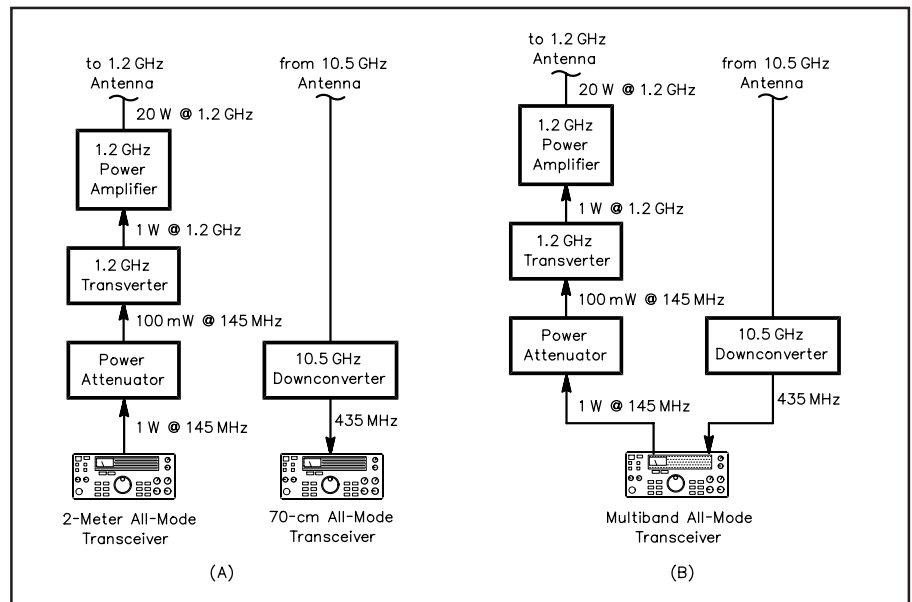 to 1.2 GHz
Antenna
20 W @ 1.2 GHz
1.2 GHz
Power
Amplifier
1 W @ 1.2 GHz
1.2 GHz
Transverter
100 mW @ 145 MHz
Power
Attenuator
1 W @ 145 MHz
2-Meter All-Mode
Transceiver
from 10.5 GHz
Antenna
10.5 GHz
Downconverter
435 MHz
70-cm All-Mode
Transceiver
(A)
to 1.2 GHz
Antenna
20 W @ 1.2 GHz
1.2 GHz
Power
Amplifier
1 W @ 1.2 GHz
1.2 GHz
Transverter
100 mW @ 145 MHz
Power
Attenuator
1 W @ 145 MHz
from 10.5 GHz
Antenna
10.5 GHz
Downconverter
435 MHz
Multiband All-Mode
Transceiver
(B)